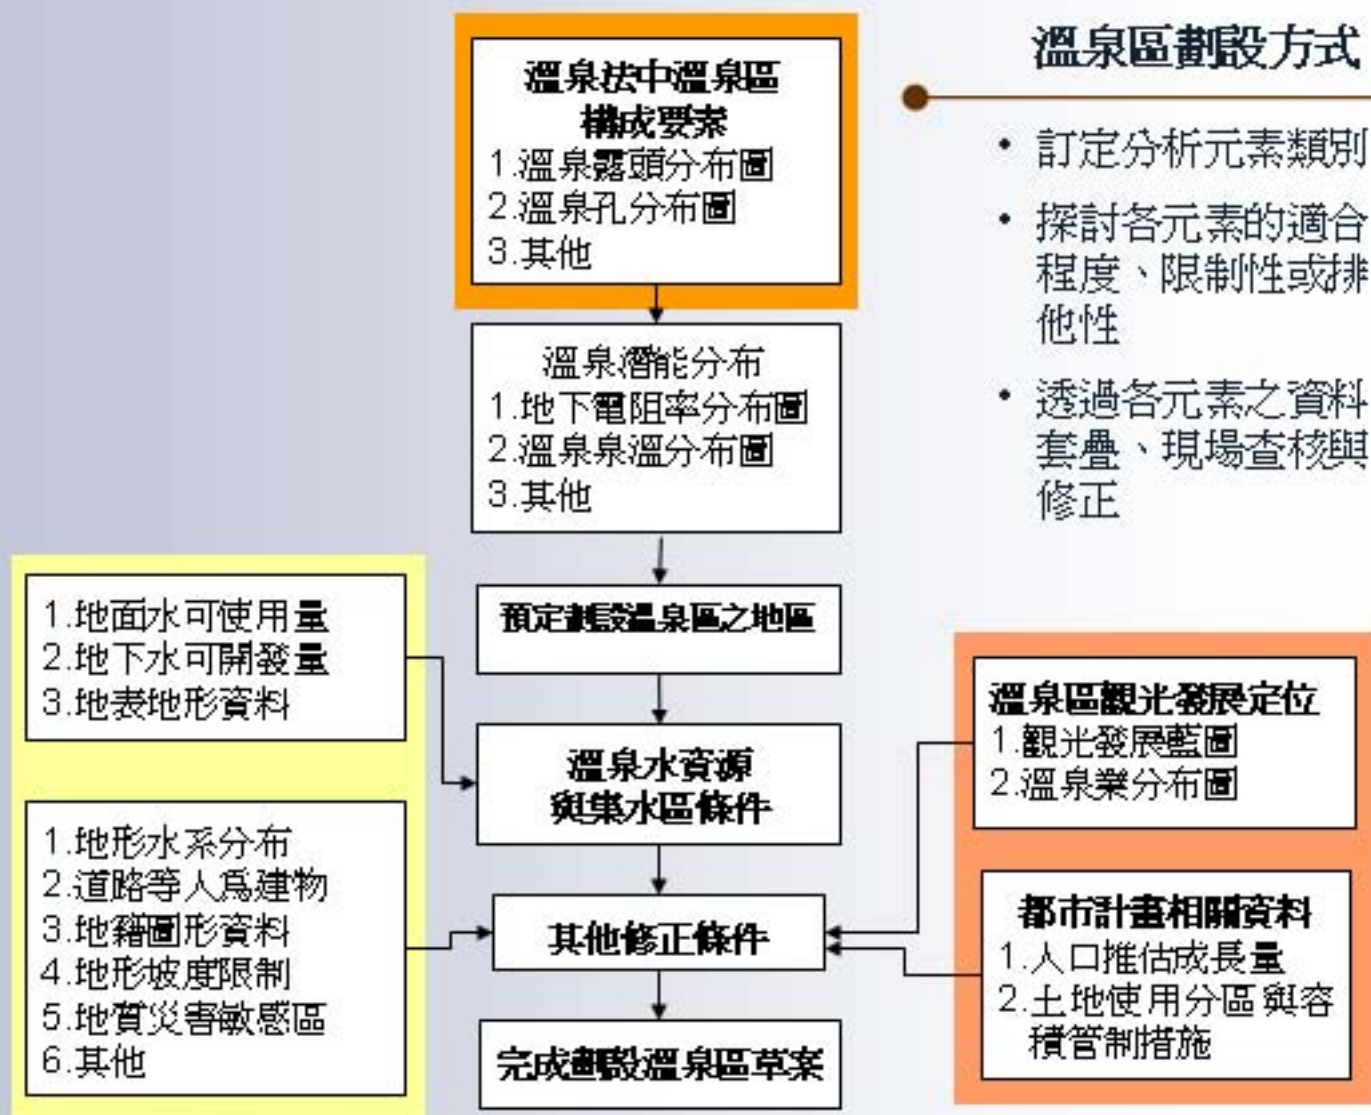 溫泉區劃設方式
• 訂定分析元素類別
• 探討各元素的適合
程度、限制性或排
他性
• 透過各元素之資料
套疊、現場查核與
修正
溫泉法中溫泉區
構成要素
1.溫泉露頭分布圖
2.溫泉孔分布圖
3.其他
溫泉潛能分布
1.地下電阻率分布圖
2.溫泉泉溫分布圖
3.其他
預定劃設溫泉區之地區
1.地面水可使用量
2.地下水可開發量
3.地表地形資料
溫泉水資源
與集水區條件
1.地形水系分布
2.道路等人爲建物
3.地籍圖形資料
4.地形坡度限制
5.地質災害敏感區
6.其他
其他修正條件
溫泉區觀光發展定位
1.觀光發展藍圖
2.溫泉業分布圖
都市計畫相關資料
1.人口推估成長量
2.土地使用分區與容
積管制措施
完成劃設溫泉區草案